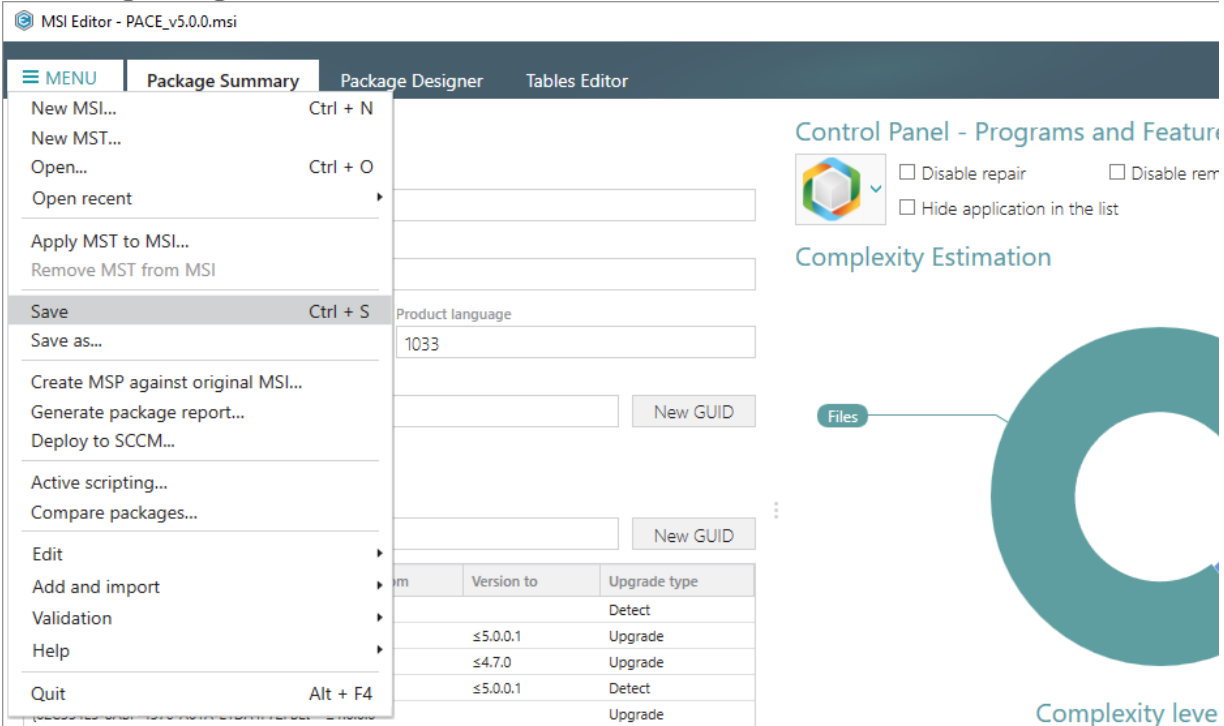 MSI Editor - PACE_v5.0.0.msi
MENU Package Summary Package Designer Tables Editor
New MSI... Ctrl + N
New MST...
Open... Ctrl + O
Open recent
Apply MST to MSI...
Remove MST from MSI
Save Ctrl + S
Save as...
Create MSP against original MSI...
Generate package report...
Deploy to SCCM...
Active scripting...
Compare packages...
Edit
Add and import
Validation
Help
Quit Alt + F4
Product language
1033
New GUID
New GUID
om Version to Upgrade type
Detect
≤5.0.0.1 Upgrade
≤4.7.0 Upgrade
≤5.0.0.1 Detect
Upgrade
Control Panel - Programs and Feature
Disable repair Disable rem
Hide application in the list
Complexity Estimation
Files
Complexity leve